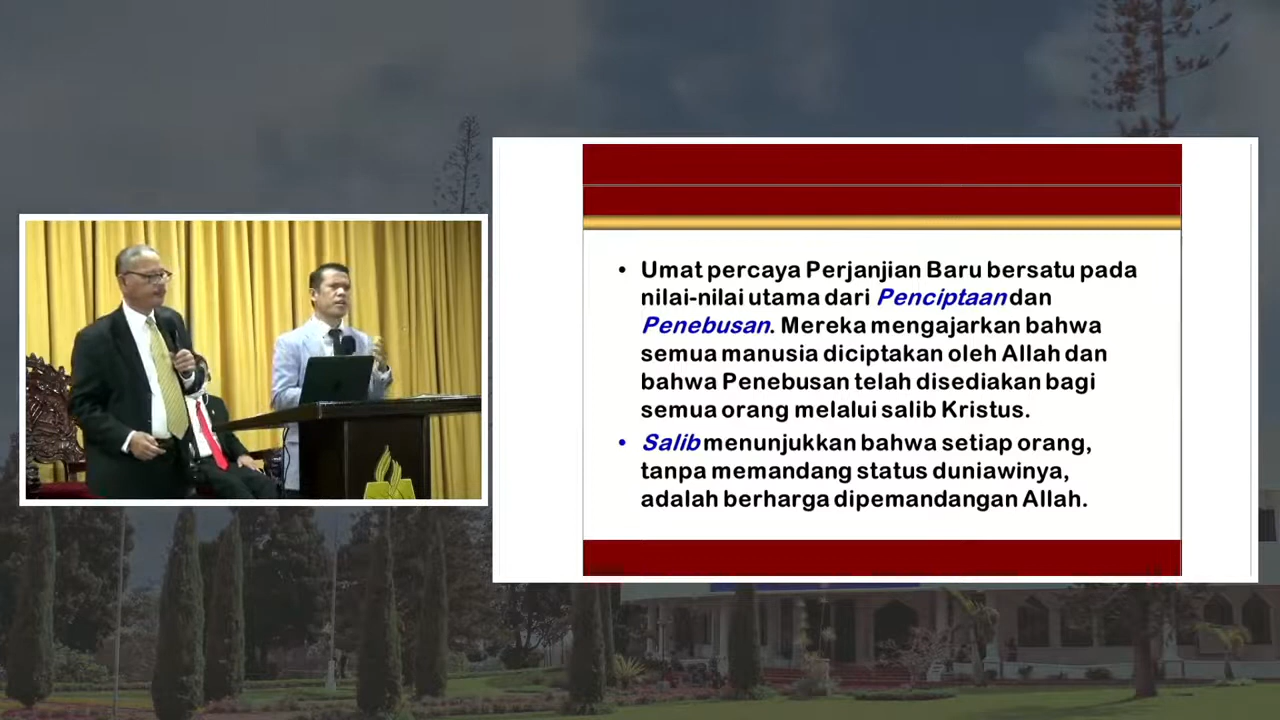 • Umat percaya Perjanjian Baru bersatu pada
nilai-nilai utama dari Penciptaan dan
Penebusan. Mereka mengajarkan bahwa
semua manusia diciptakan oleh Allah dan
bahwa Penebusan telah disediakan bagi
semua orang melalui salib Kristus.
• Salib menunjukkan bahwa setiap orang,
tanpa memandang status duniawinya,
adalah berharga dipemandangan Allah.